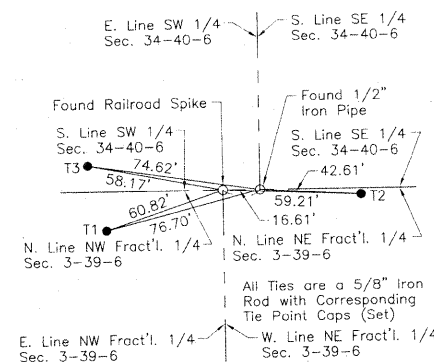 E. Line SW 1/4
Sec. 34-40-6
S. Line SE 1/4
Sec. 34-40-6
Found Railroad Spike
Found 1/2"
Iron Pipe
S. Line SW 1/4
Sec. 34-40-6
S. Line SE 1/4
Sec. 34-40-6
T3
74.62'
58.17'
42.61'
59.21'
T2
60.82'
76.70'
16.61'
T1
N. Line NW Fract'l. 1/4
Sec. 3-39-6
N. Line NE Fract'l. 1/4
Sec. 3-39-6
All Ties are a 5/8" Iron
Rod with Corresponding
Tie Point Caps (Set)
E. Line NW Fract'l. 1/4
Sec. 3-39-6
W. Line NE Fract'l. 1/4
Sec. 3-39-6